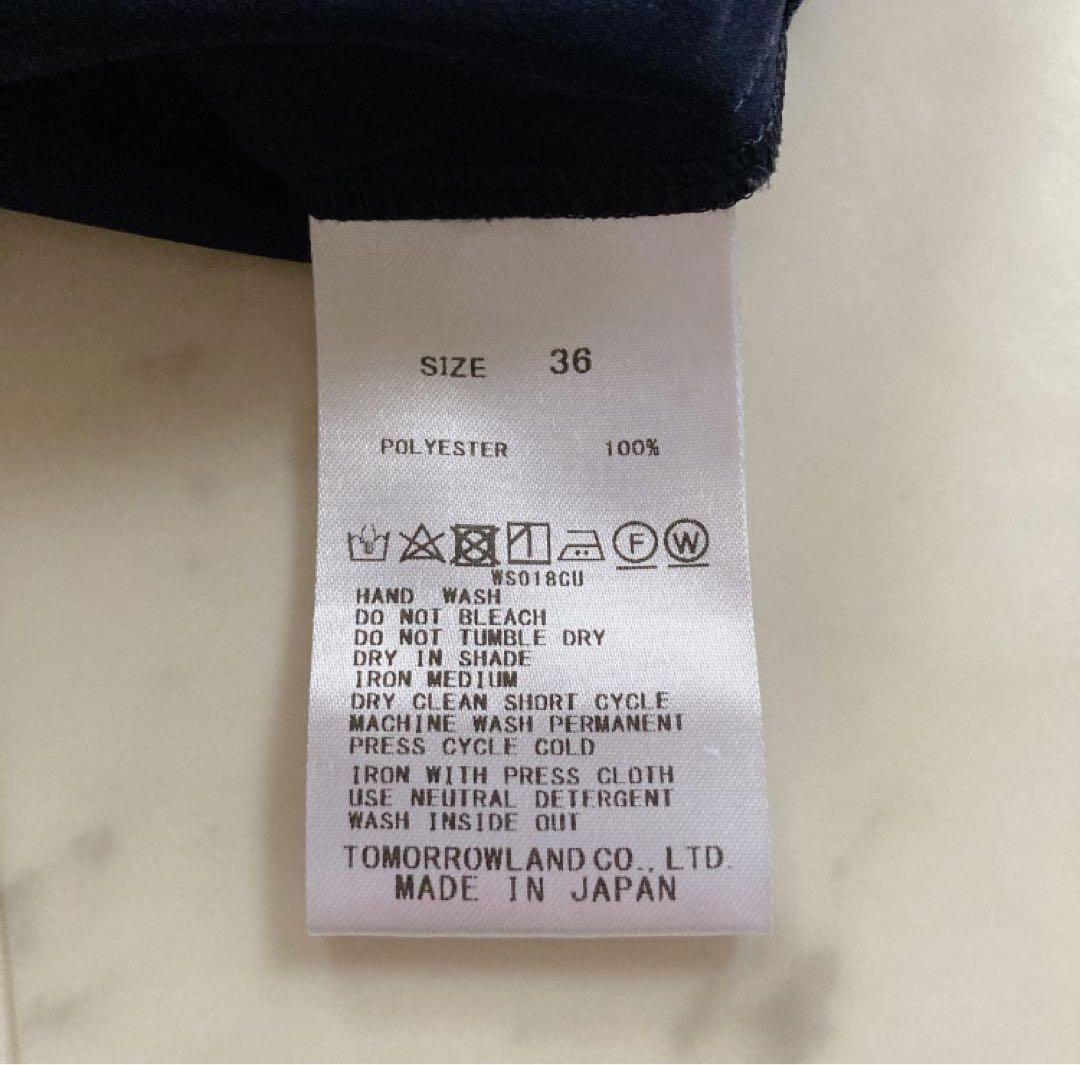 SIZE 36
POLYESTER 100%
F W
WS018CU
HAND WASH
DO NOT BLEACH
DO NOT TUMBLE DRY
DRY IN SHADE
IRON MEDIUM
DRY CLEAN SHORT CYCLE
MACHINE WASH PERMANENT
PRESS CYCLE COLD
IRON WITH PRESS CLOTH
USE NEUTRAL DETERGENT
WASH INSIDE OUT
TOMORROWLAND CO., LTD.
MADE IN JAPAN